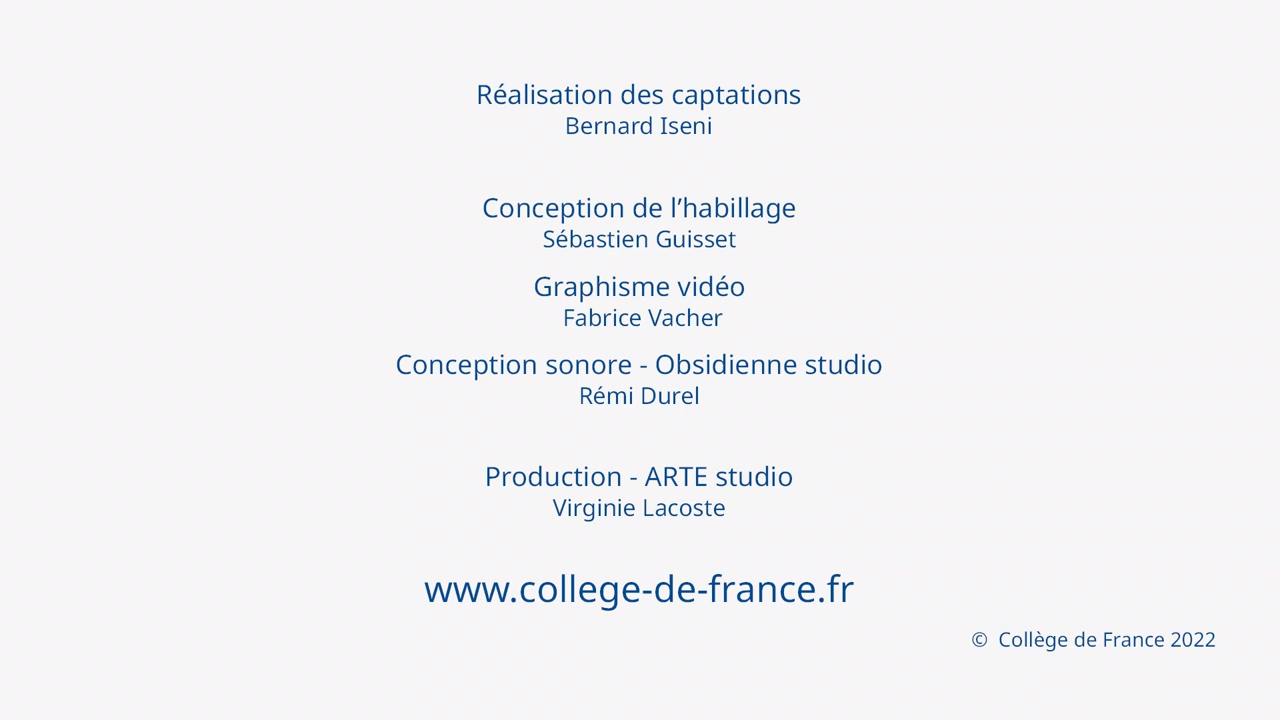 Réalisation des captations
Bernard Iseni
Conception de l’habillage
Sébastien Guisset
Graphisme vidéo
Fabrice Vacher
Conception sonore - Obsidienne studio
Rémi Durel
Production - ARTE studio
Virginie Lacoste
www.college-de-france.fr
© Collège de France 2022